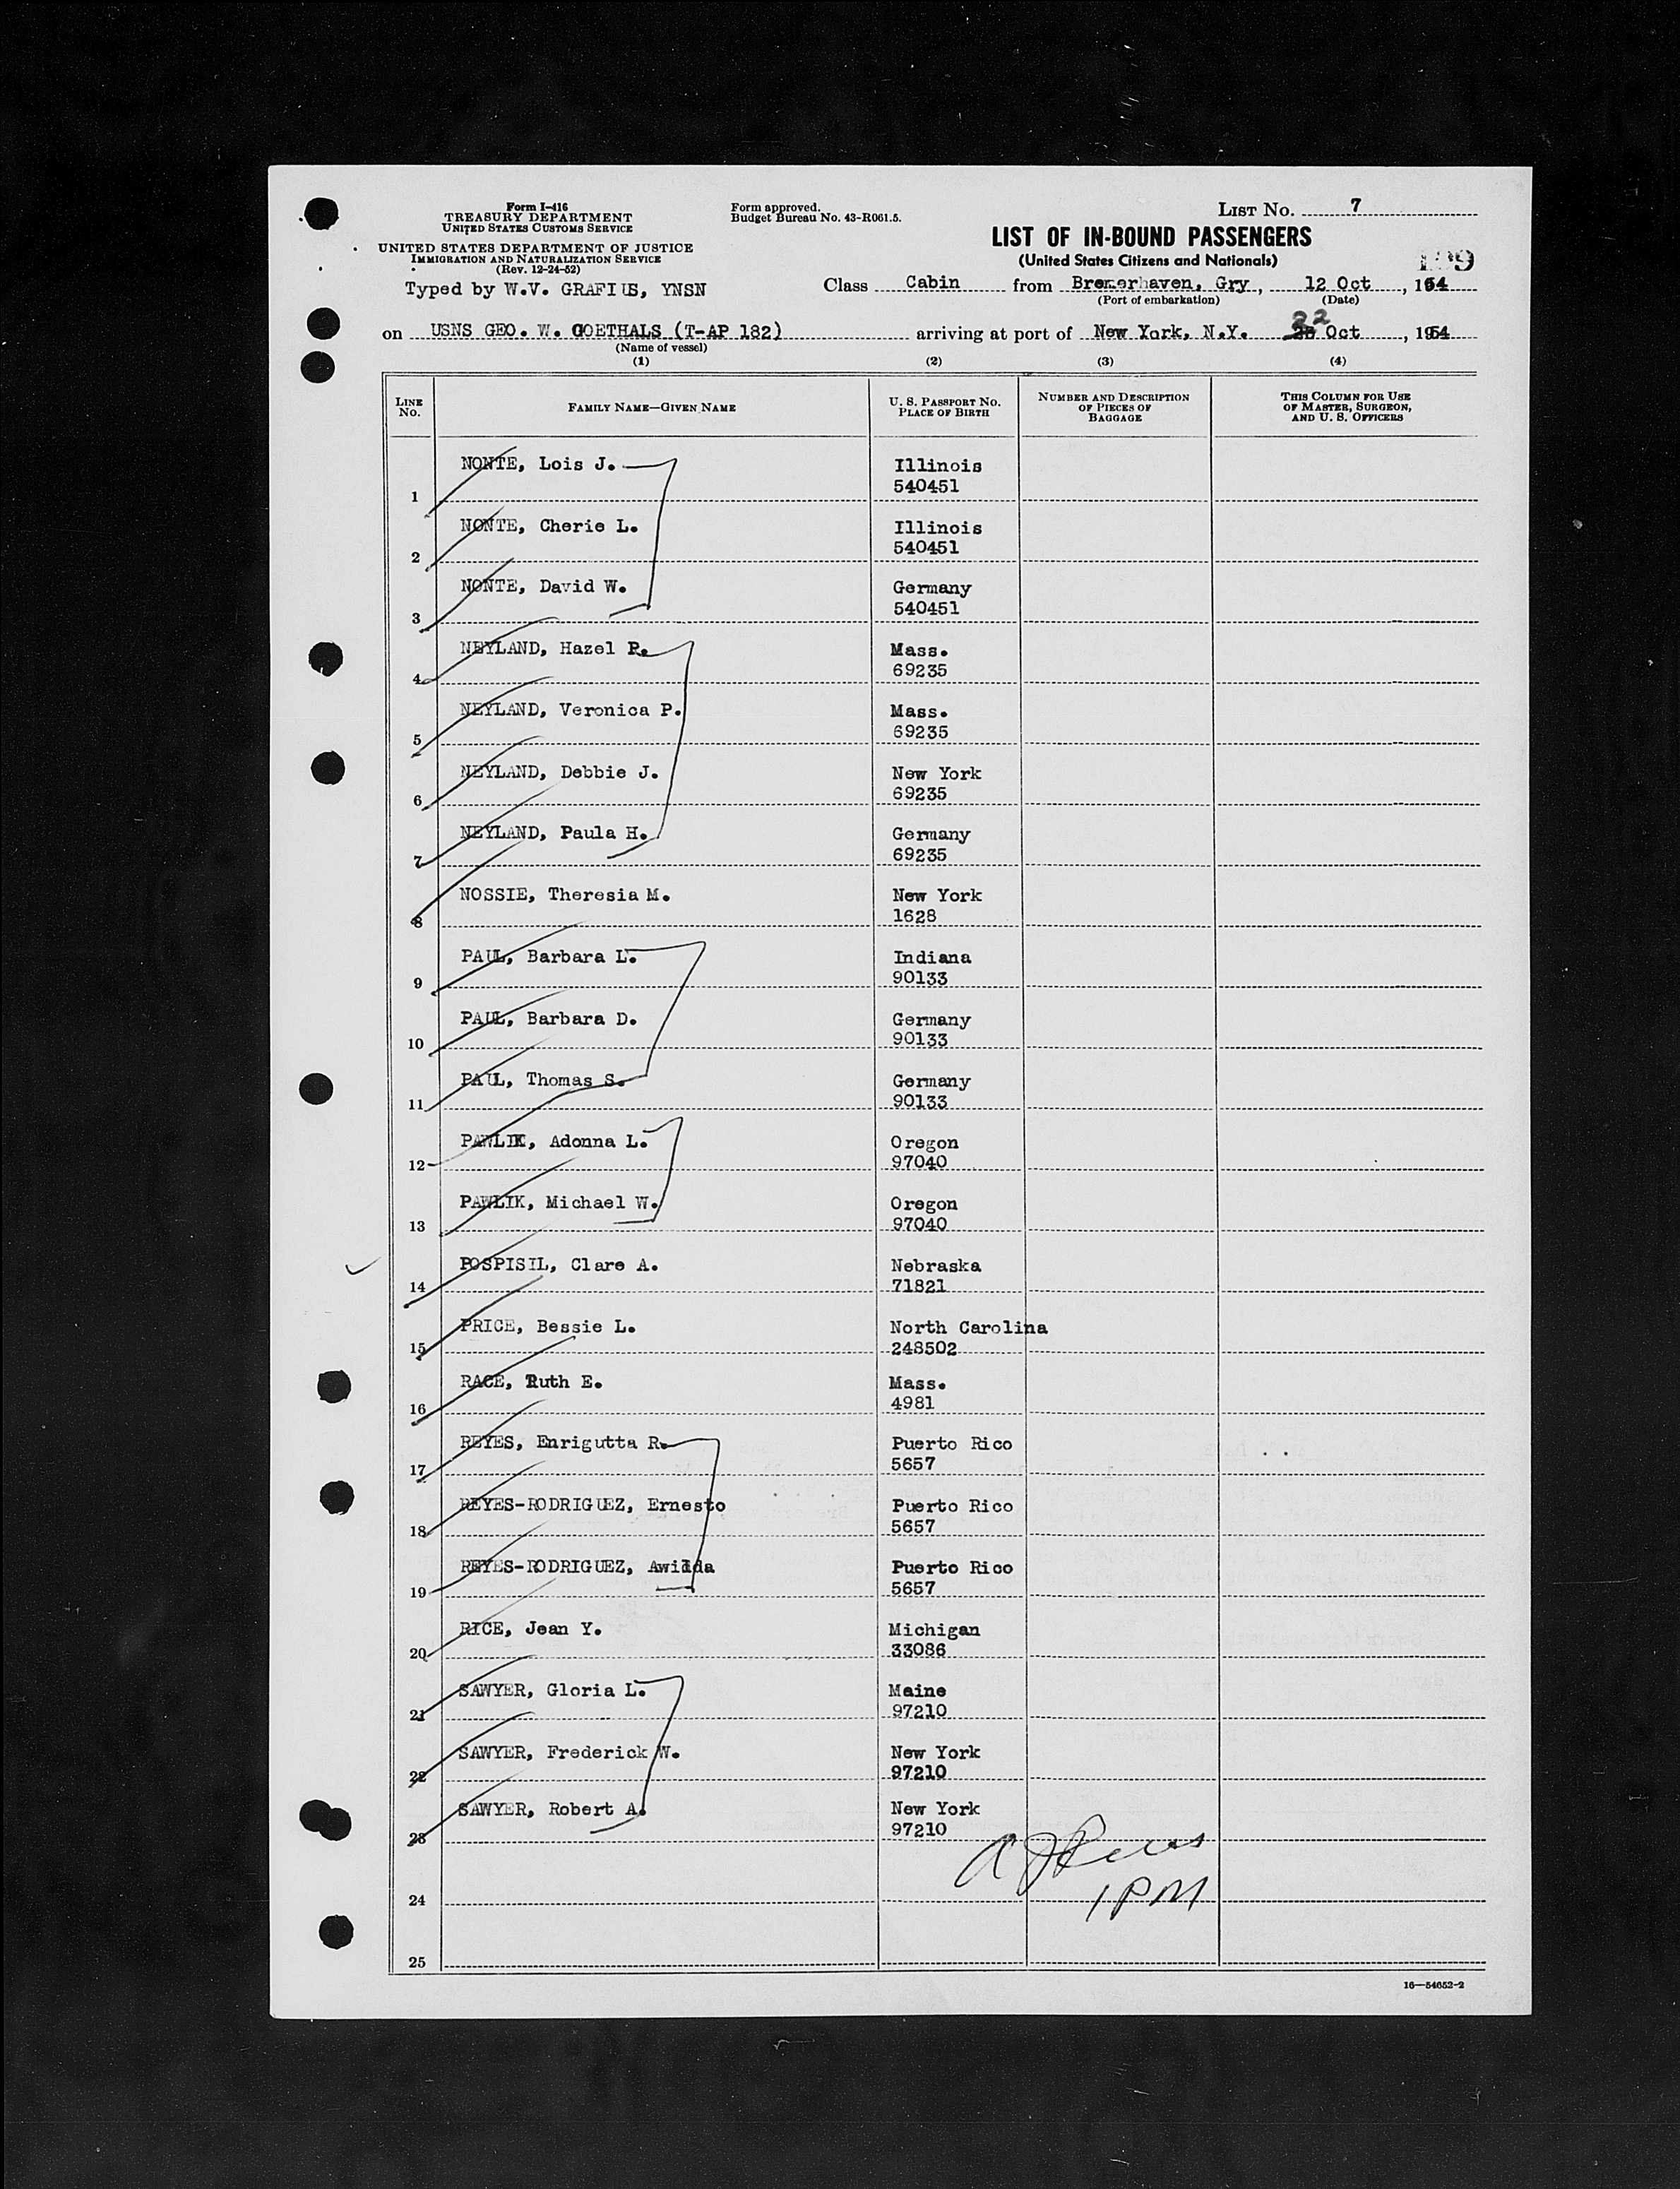 Form I-416
TREASURY DEPARTMENT
UNITED STATES CUSTOMS SERVICE
UNITED STATES DEPARTMENT OF JUSTICE
IMMIGRATION AND NATURALIZATION SERVICE
(Rev. 12-24-52)
Typed by W.V. GRAFIUS, YNSN
Form approved.
Budget Bureau No. 43-R061.5.
LIST NO. 7
LIST OF IN-BOUND PASSENGERS
(United States Citizens and Nationals)
Class Cabin from Bremerhaven, Gry, 12 Oct, 1954
(Port of embarkation) (Date)
on USNS GEO. W. GOETHALS (T-AP 182) arriving at port of New York, N.Y. 22 Oct, 1954
(Name of vessel)
(1) (2) (3) (4)
LINE NO. FAMILY NAME—GIVEN NAME U. S. PASSPORT NO. PLACE OF BIRTH NUMBER AND DESCRIPTION OF PIECES OF BAGGAGE THIS COLUMN FOR USE OF MASTER, SURGEON, AND U. S. OFFICERS
NONTE, Lois J. Illinois
1 540451
NONTE, Cherie L. Illinois
2 540451
NONTE, David W. Germany
3 540451
NEYLAND, Hazel R. Mass.
4 69235
NEYLAND, Veronica P. Mass.
5 69235
NEYLAND, Debbie J. New York
6 69235
NEYLAND, Paula H. Germany
7 69235
NOSSIE, Theresia M. New York
8 1628
PAUL, Barbara L. Indiana
9 90133
PAUL, Barbara D. Germany
10 90133
PAUL, Thomas S. Germany
11 90133
PAWLIK, Adonna L. Oregon
12 97040
PAWLIK, Michael W. Oregon
13 97040
POSPISIL, Clare A. Nebraska
14 71821
PRICE, Bessie L. North Carolina
15 248502
RACE, Ruth E. Mass.
16 4981
REYES, Enrigutta R. Puerto Rico
17 5657
REYES-RODRIGUEZ, Ernesto Puerto Rico
18 5657
REYES-RODRIGUEZ, Awilda Puerto Rico
19 5657
RICE, Jean Y. Michigan
20 33086
SAWYER, Gloria L. Maine
21 97210
SAWYER, Frederick W. New York
22 97210
SAWYER, Robert A. New York
23 97210
1 PM
24
25
16—54652-2